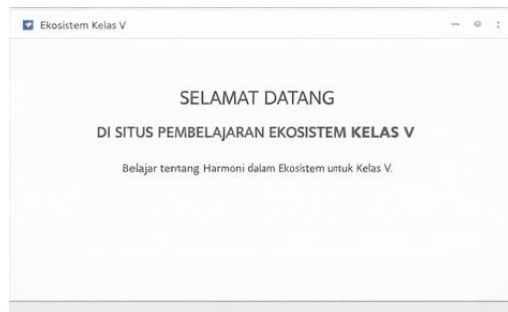 Ekosistem Kelas V
SELAMAT DATANG
DI SITUS PEMBELAJARAN EKOSISTEM KELAS V
Belajar tentang Harmoni dalam Ekosistem untuk Kelas V.